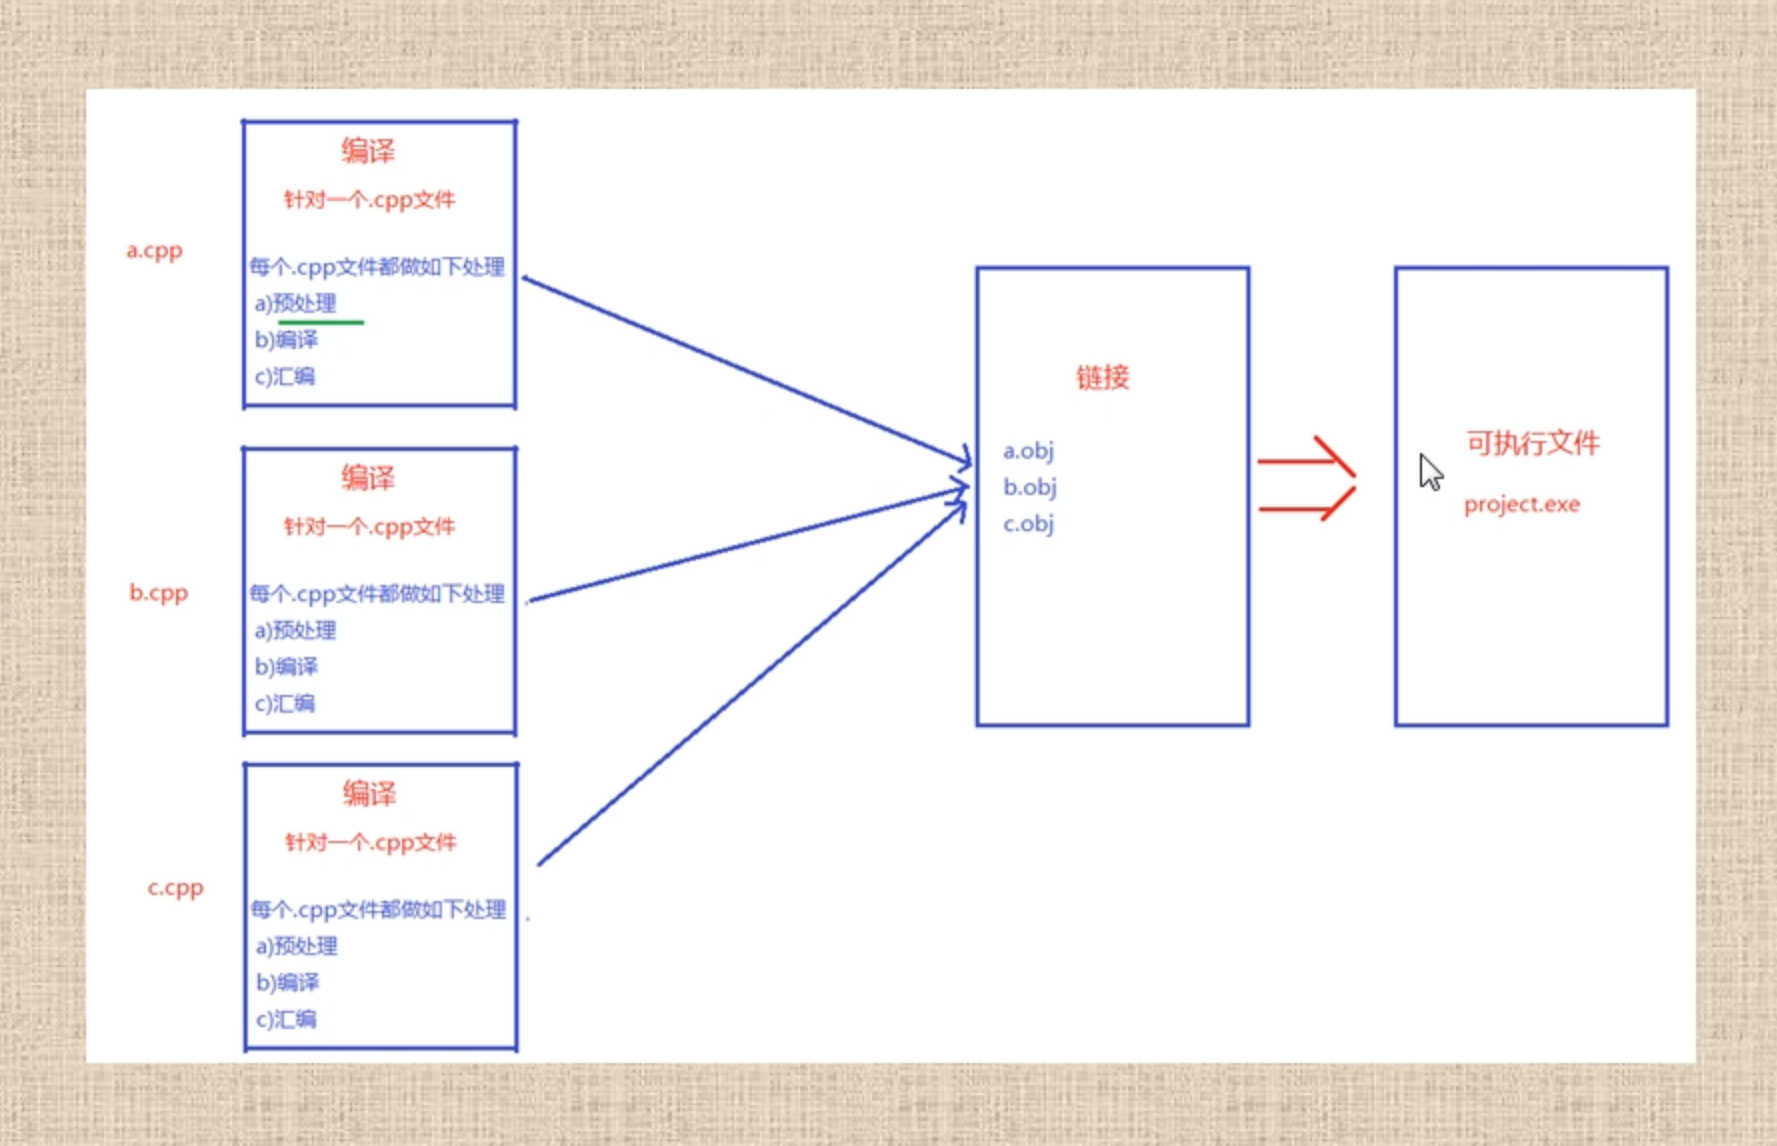 a.cpp
编译
针对一个.cpp文件
每个.cpp文件都做如下处理
a)预处理
b)编译
c)汇编
b.cpp
编译
针对一个.cpp文件
每个.cpp文件都做如下处理
a)预处理
b)编译
c)汇编
c.cpp
编译
针对一个.cpp文件
每个.cpp文件都做如下处理
a)预处理
b)编译
c)汇编
链接
a.obj
b.obj
c.obj
可执行文件
project.exe